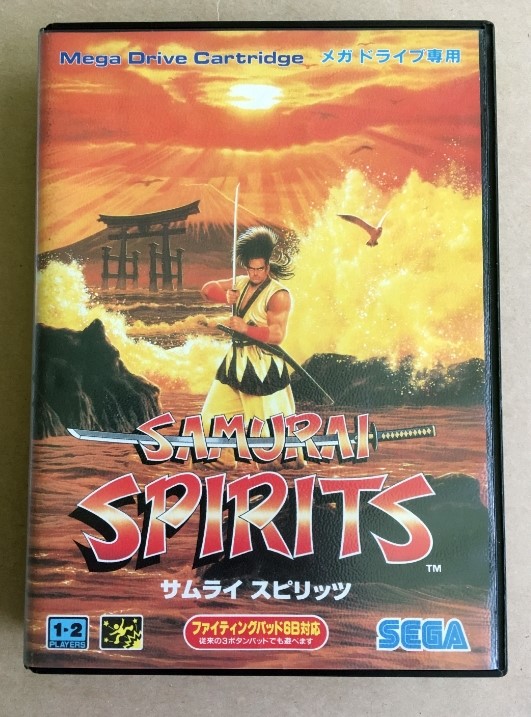 Mega Drive Cartridge メガドライブ専用
SAMURAI
SPIRITS™
サムライ スピリッツ
1▸2
PLAYERS
ファイティングパッド6B対応
従来の3ボタンパッドでも遊べます
SEGA